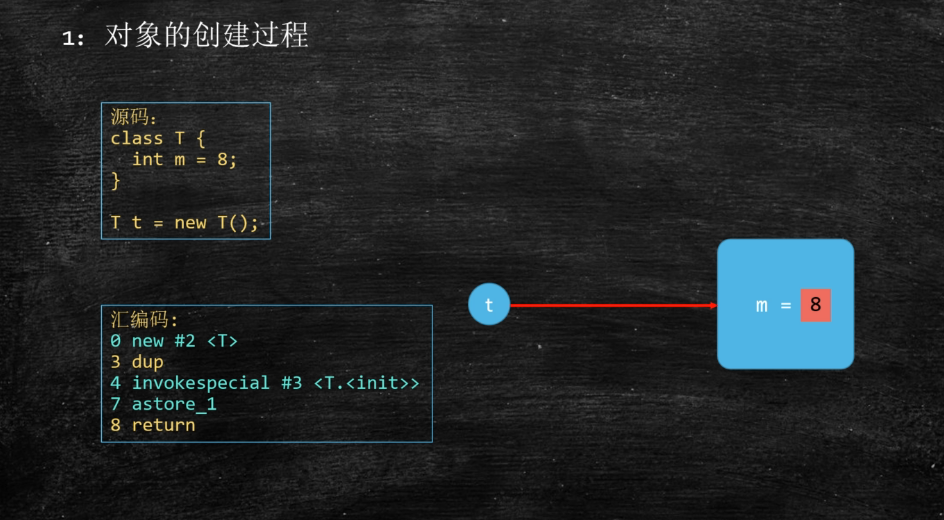 1: 对象的创建过程
源码:
class T {
  int m = 8;
}
T t = new T();
汇编码:
0 new #2 <T>
3 dup
4 invokespecial #3 <T.<init>>
7 astore_1
8 return
t
m = 8